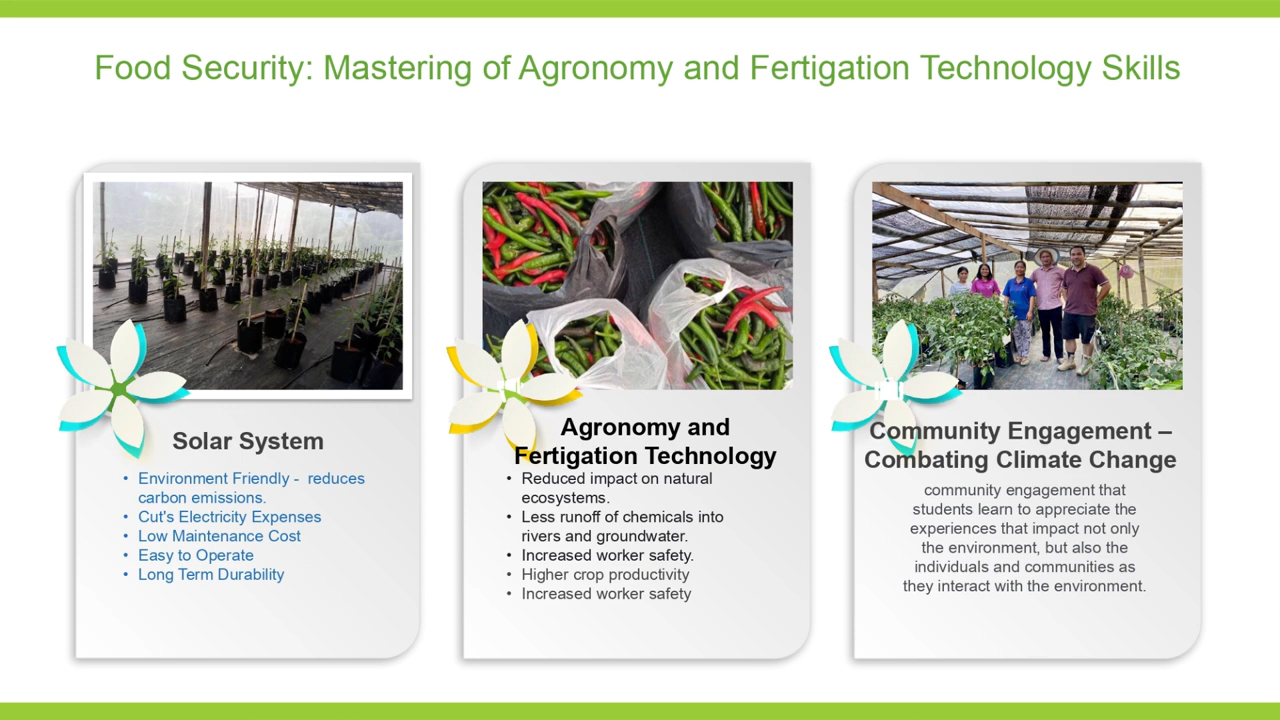 Food Security: Mastering of Agronomy and Fertigation Technology Skills
Solar System
• Environment Friendly -  reduces
carbon emissions.
• Cut's Electricity Expenses
• Low Maintenance Cost
• Easy to Operate
• Long Term Durability
Agronomy and
Fertigation Technology
• Reduced impact on natural
ecosystems.
• Less runoff of chemicals into
rivers and groundwater.
• Increased worker safety.
• Higher crop productivity
• Increased worker safety
Community Engagement –
Combating Climate Change
community engagement that
students learn to appreciate the
experiences that impact not only
the environment, but also the
individuals and communities as
they interact with the environment.